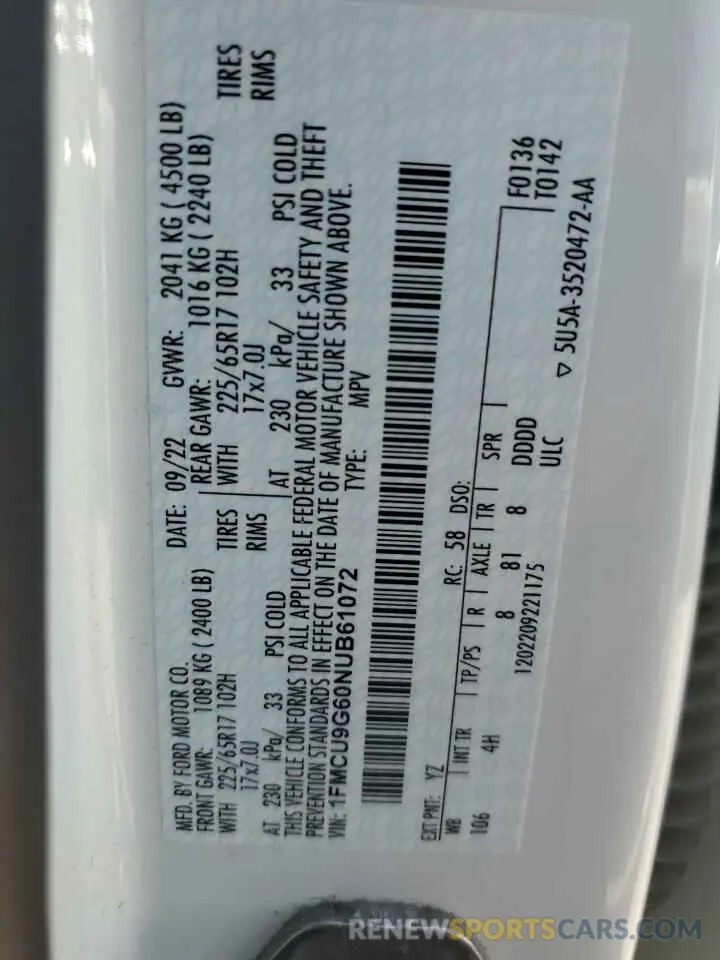 MFD. BY FORD MOTOR CO.
DATE: 09/22 GVWR: 2041 KG ( 4500 LB)
FRONT GAWR: 1089 KG ( 2400 LB) REAR GAWR: 1016 KG ( 2240 LB)
WITH 225/65R17 102H TIRES WITH 225/65R17 102H TIRES
17x7.0J RIMS 17x7.0J RIMS
AT 230 kPa/ 33 PSI COLD AT 230 kPa/ 33 PSI COLD
THIS VEHICLE CONFORMS TO ALL APPLICABLE FEDERAL MOTOR VEHICLE SAFETY AND THEFT
PREVENTION STANDARDS IN EFFECT ON THE DATE OF MANUFACTURE SHOWN ABOVE.
VIN: 1FMCU9G60NUB61072 TYPE: MPV
EXT PNT: YZ RC: 58 DSO:
WB INT TR TP/PS R AXLE TR SPR
106 4H 8 81 8 DDDD
F0136
T0142
1202209221175 ULC
▽ 5U5A-3520472-AA
RENEWSPORTSCARS.COM